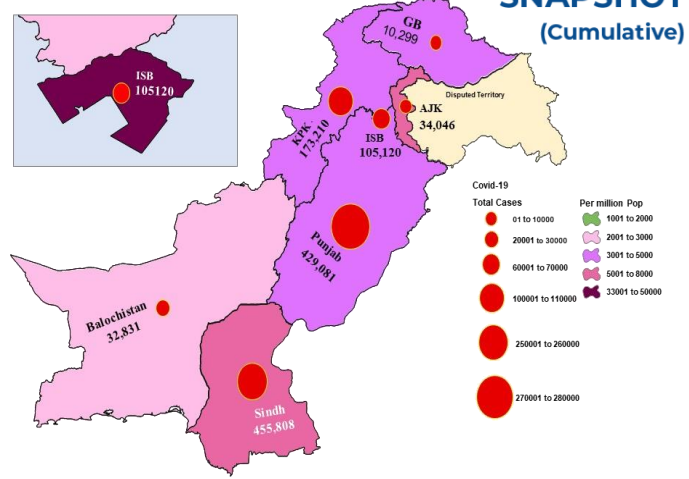 SNAPSHOT
(Cumulative)
ISB
105120
GB
10,299
Disputed Territory
AJK
34,046
KPK
173,210
ISB
105,120
Punjab
429,081
Balochistan
32,831
Sindh
455,808
Covid-19
Total Cases
01 to 10000
20001 to 30000
60001 to 70000
100001 to 110000
250001 to 260000
270001 to 280000
Per million Pop
1001 to 2000
2001 to 3000
3001 to 5000
5001 to 8000
33001 to 50000